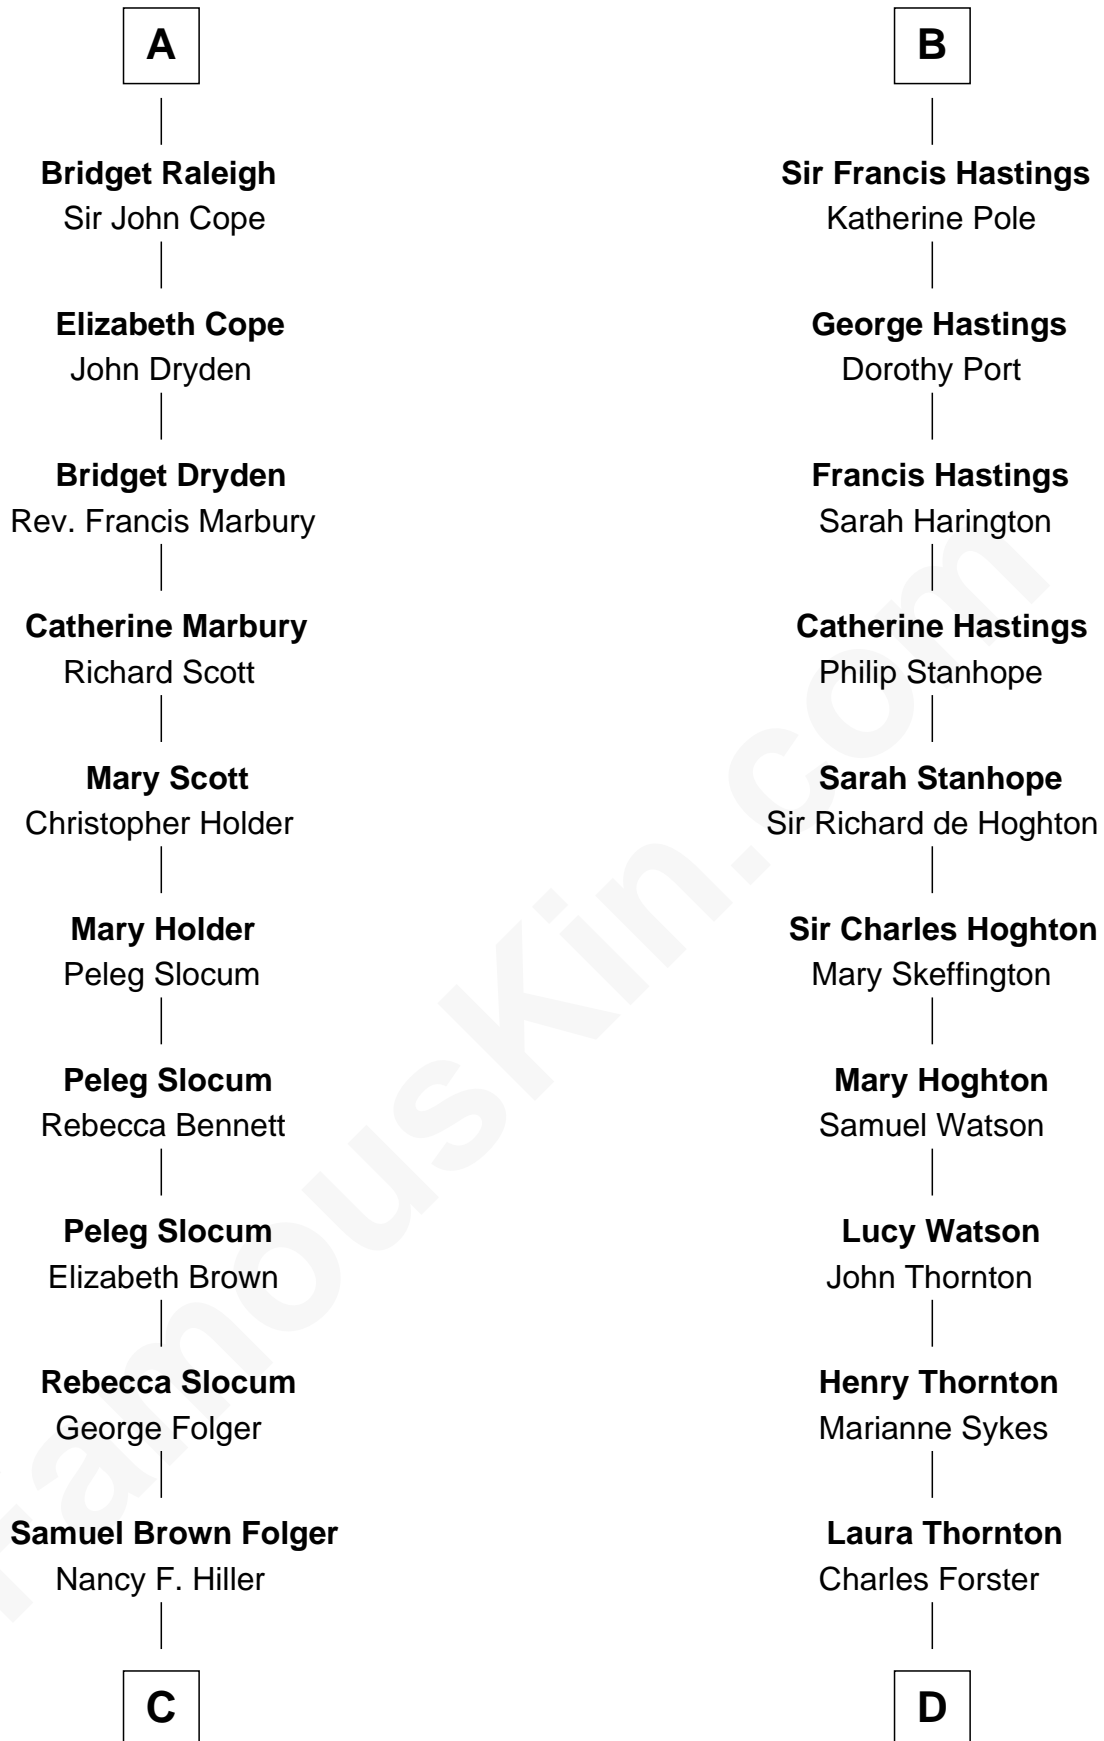 A
Bridget Raleigh
Sir John Cope
Elizabeth Cope
John Dryden
Bridget Dryden
Rev. Francis Marbury
Catherine Marbury
Richard Scott
Mary Scott
Christopher Holder
Mary Holder
Peleg Slocum
Peleg Slocum
Rebecca Bennett
Peleg Slocum
Elizabeth Brown
Rebecca Slocum
George Folger
Samuel Brown Folger
Nancy F. Hiller
C
B
Sir Francis Hastings
Katherine Pole
George Hastings
Dorothy Port
Francis Hastings
Sarah Harington
Catherine Hastings
Philip Stanhope
Sarah Stanhope
Sir Richard de Hoghton
Sir Charles Hoghton
Mary Skeffington
Mary Hoghton
Samuel Watson
Lucy Watson
John Thornton
Henry Thornton
Marianne Sykes
Laura Thornton
Charles Forster
D
FamousKin.com